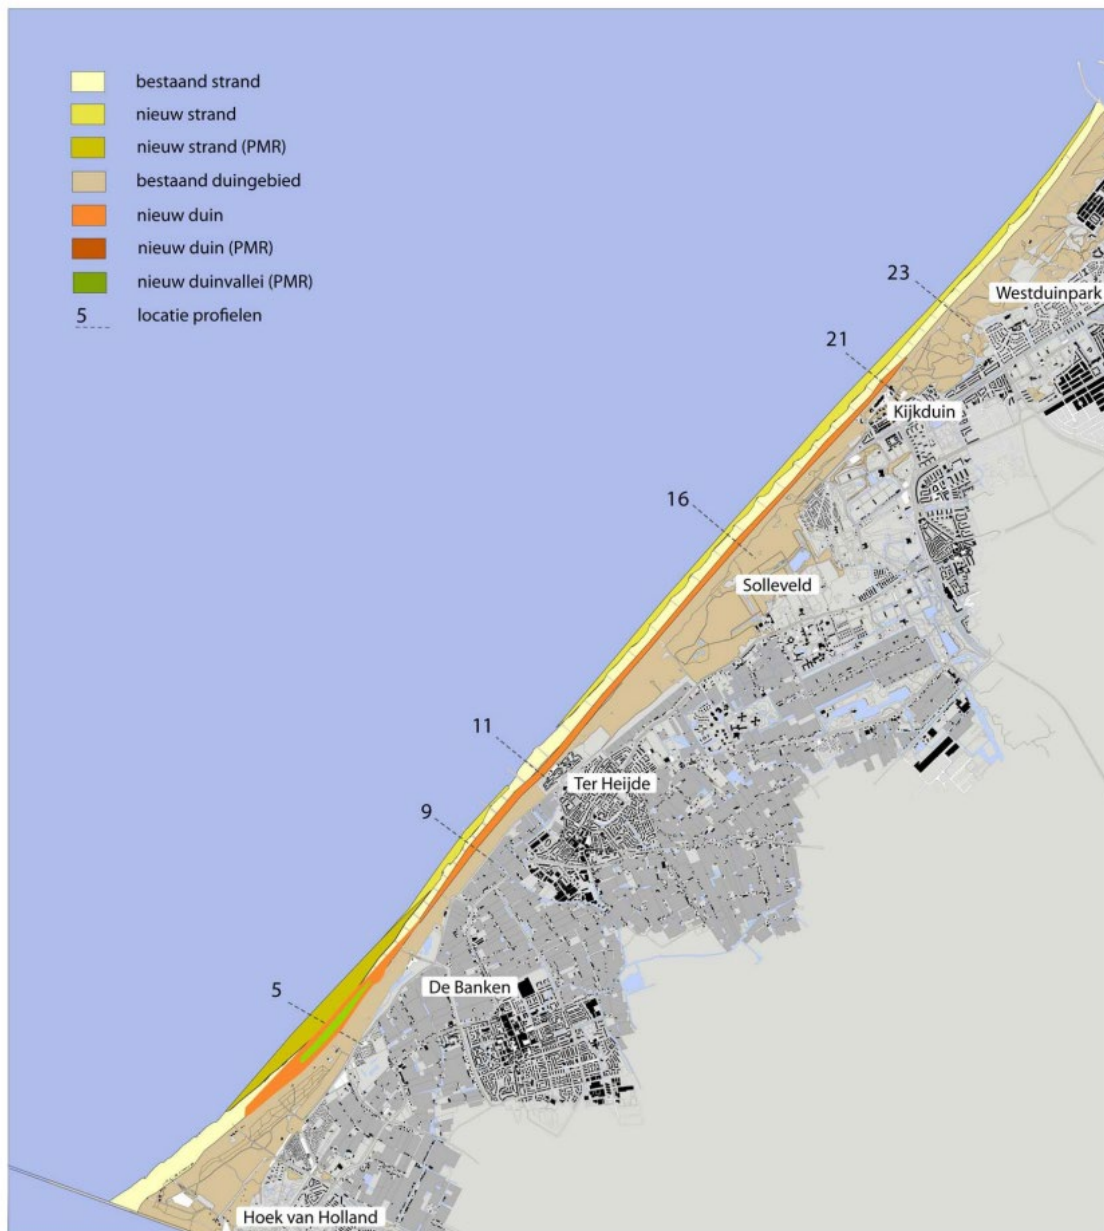 bestaand strand
nieuw strand
nieuw strand (PMR)
bestaand duingebied
nieuw duin
nieuw duin (PMR)
nieuw duinvallei (PMR)
5 locatie profielen
23
Westduinpark
21
Kijkduin
16
Solleveld
11
Ter Heijde
9
De Banken
5
Hoek van Holland